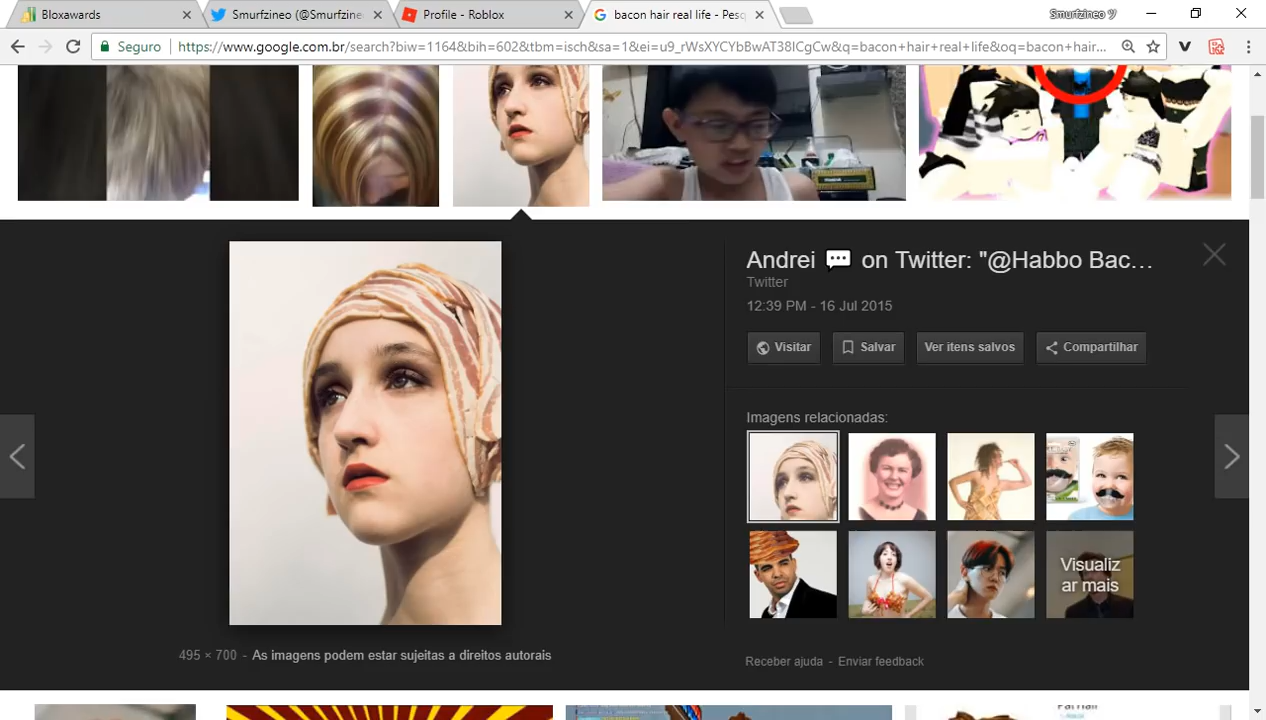 Bloxawards
Smurfzineo (@Smurfzine
Profile - Roblox
bacon hair real life - Pesq
Smurfzineo ツ
Seguro
https://www.google.com.br/search?biw=1164&bih=602&tbm=isch&sa=1&ei=u9_rWsXYCYbBwAT38ICgCw&q=bacon+hair+real+life&oq=bacon+hair...
Andrei 💬 on Twitter: "@Habbo Bac...
Twitter
12:39 PM - 16 Jul 2015
Visitar
Salvar
Ver itens salvos
Compartilhar
Imagens relacionadas:
Visualiz
ar mais
495 × 700 - As imagens podem estar sujeitas a direitos autorais
Receber ajuda - Enviar feedback